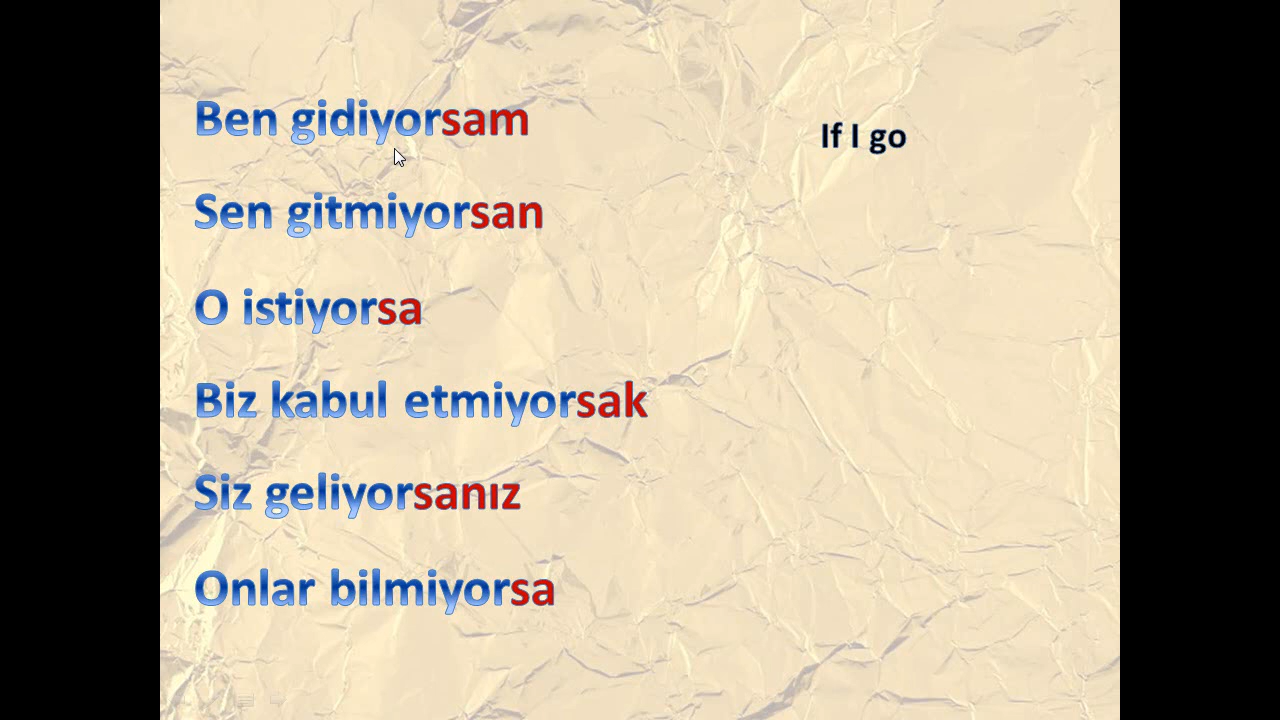 Ben gidiyorsam
If I go
Sen gitmiyorsan
O istiyorsa
Biz kabul etmiyorsak
Siz geliyorsanız
Onlar bilmiyorsa